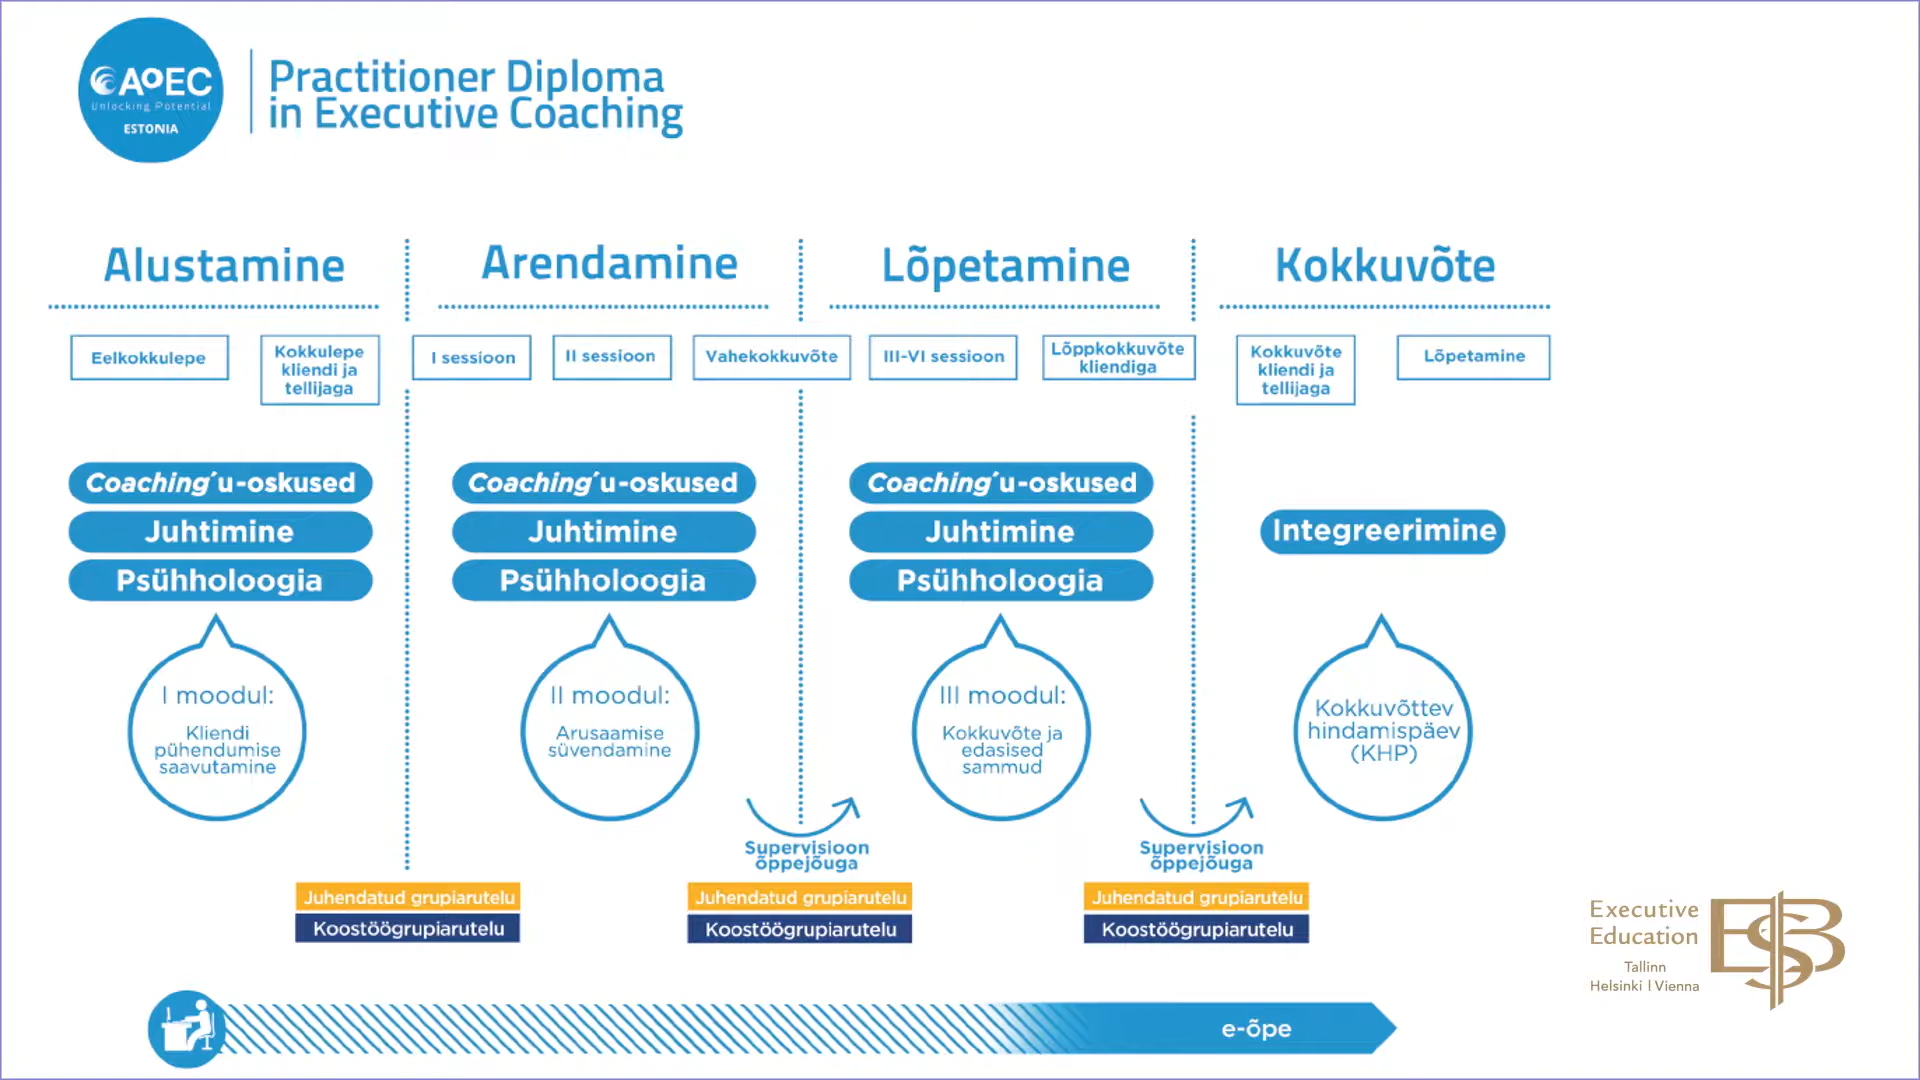 AoEC
Unlocking Potential
ESTONIA
Practitioner Diploma
in Executive Coaching
Alustamine
Arendamine
Lõpetamine
Kokkuvõte
Eelkokkulepe
Kokkulepe
kliendi ja
tellijaga
I sessioon
II sessioon
Vahekokkuvõte
III-VI sessioon
Lõppkokkuvõte
kliendiga
Kokkuvõte
kliendi ja
tellijaga
Lõpetamine
Coaching´u-oskused
Juhtimine
Psühholoogia
Coaching´u-oskused
Juhtimine
Psühholoogia
Coaching´u-oskused
Juhtimine
Psühholoogia
Integreerimine
I moodul:
Kliendi
pühendumise
saavutamine
II moodul:
Arusaamise
süvendamine
III moodul:
Kokkuvõte ja
edasised
sammud
Kokkuvõttev
hindamispäev
(KHP)
Supervisioon
õppejõuga
Supervisioon
õppejõuga
Juhendatud grupiarutelu
Koostöögrupiarutelu
Juhendatud grupiarutelu
Koostöögrupiarutelu
Juhendatud grupiarutelu
Koostöögrupiarutelu
Executive
Education
Tallinn
Helsinki | Vienna
EBS
e-õpe